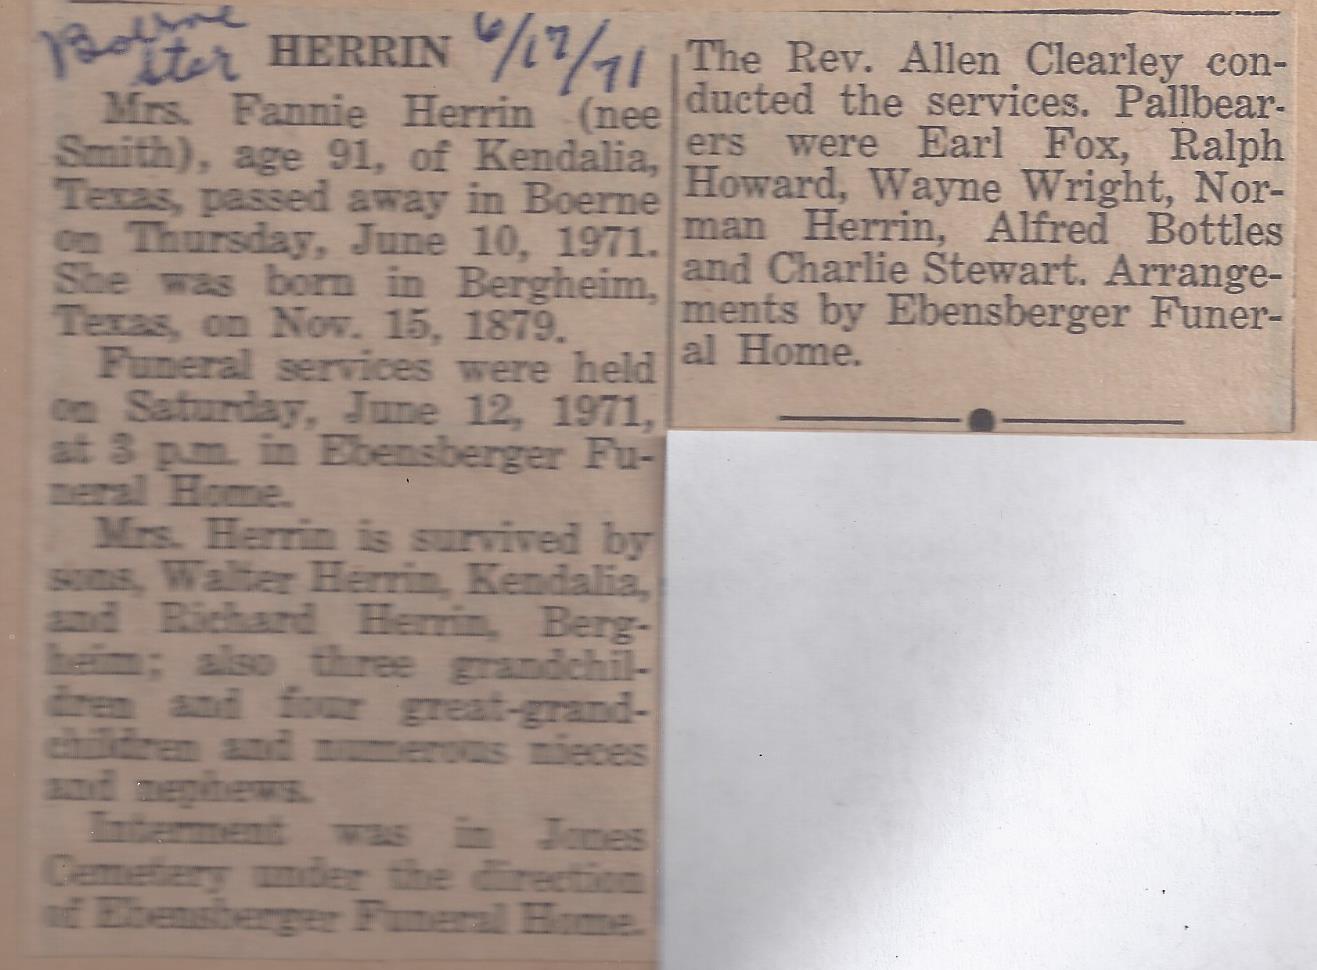 Boerne
Star
HERRIN 6/17/71
Mrs. Fannie Herrin (nee
Smith), age 91, of Kendalia,
Texas, passed away in Boerne
on Thursday, June 10, 1971.
She was born in Bergheim,
Texas, on Nov. 15, 1879.
Funeral services were held
on Saturday, June 12, 1971,
at 3 p.m. in Ebensberger Fu-
neral Home.
Mrs. Herrin is survived by
sons, Walter Herrin, Kendalia,
and Richard Herrin, Berg-
heim; also three grandchil-
dren and four great-grand-
children and numerous nieces
and nephews.
Interment was in Jones
Cemetery under the direction
of Ebensberger Funeral Home.
The Rev. Allen Clearley con-
ducted the services. Pallbear-
ers were Earl Fox, Ralph
Howard, Wayne Wright, Nor-
man Herrin, Alfred Bottles
and Charlie Stewart. Arrange-
ments by Ebensberger Funer-
al Home.